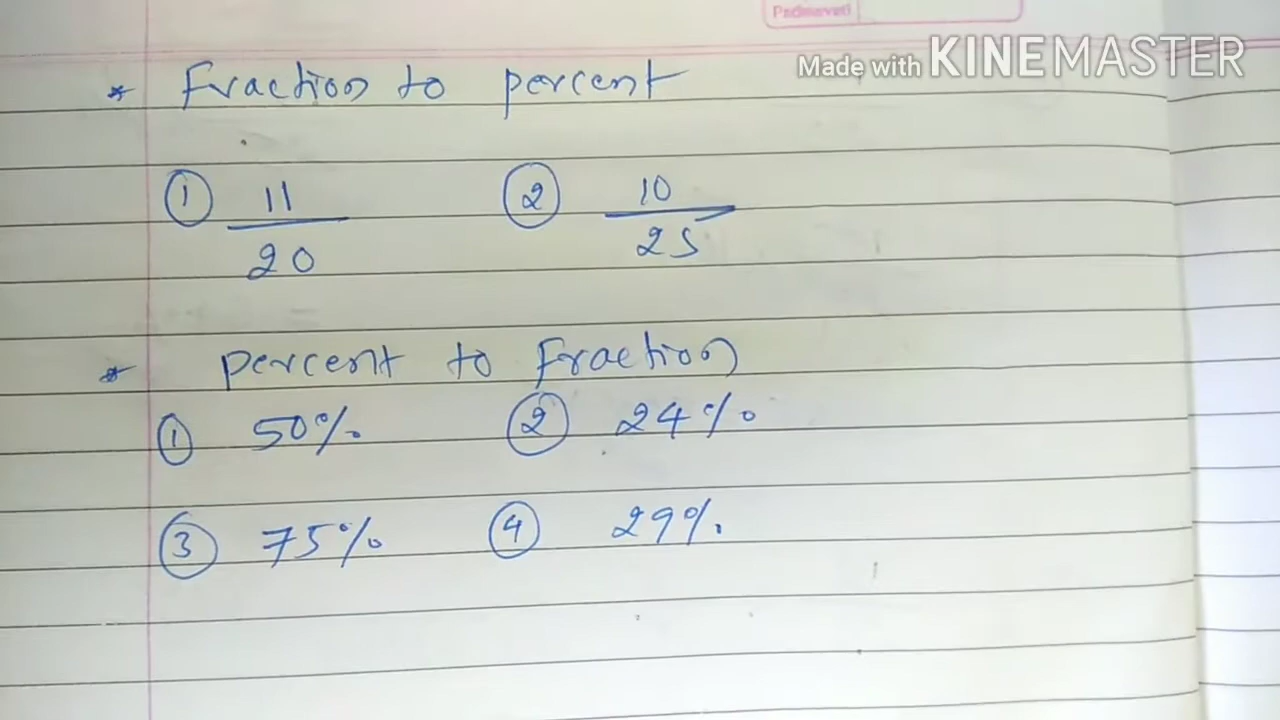 Padmavati
Made with KINEMASTER
* Fraction to percent
① 11/20 ② 10/25
* Percent to Fraction
① 50% ② 24%
③ 75% ④ 29%